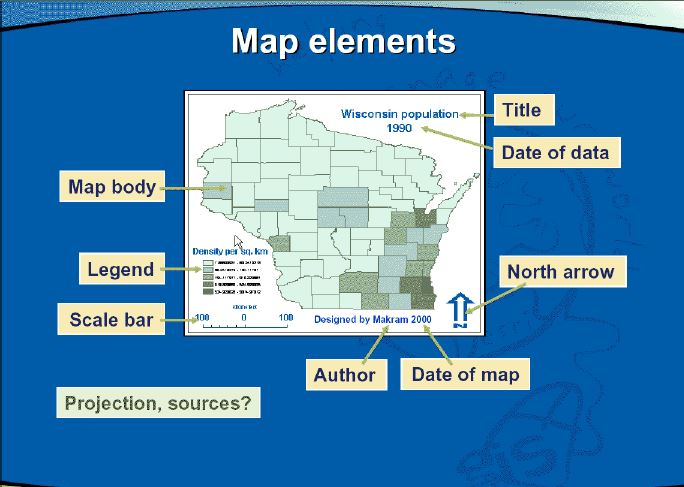 Map elements
Wisconsin population
1990
Title
Date of data
Map body
Density per sq. km
Legend
North arrow
Scale bar
100 0 100
Designed by Makram 2000
N
Author
Date of map
Projection, sources?